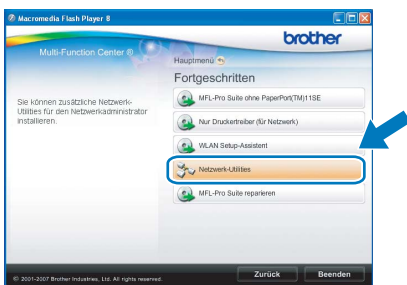 Macromedia Flash Player 8
brother
Multi-Function Center ®
Hauptmenü
Fortgeschritten
Sie können zusätzliche Netzwerk-
Utilities für den Netzwerkadministrator
installieren.
MFL-Pro Suite ohne PaperPort(TM)11SE
Nur Druckertreiber (für Netzwerk)
WLAN Setup-Assistent
Netzwerk-Utilities
MFL-Pro Suite reparieren
© 2001-2007 Brother Industries, Ltd. All rights reserved.
Zurück
Beenden